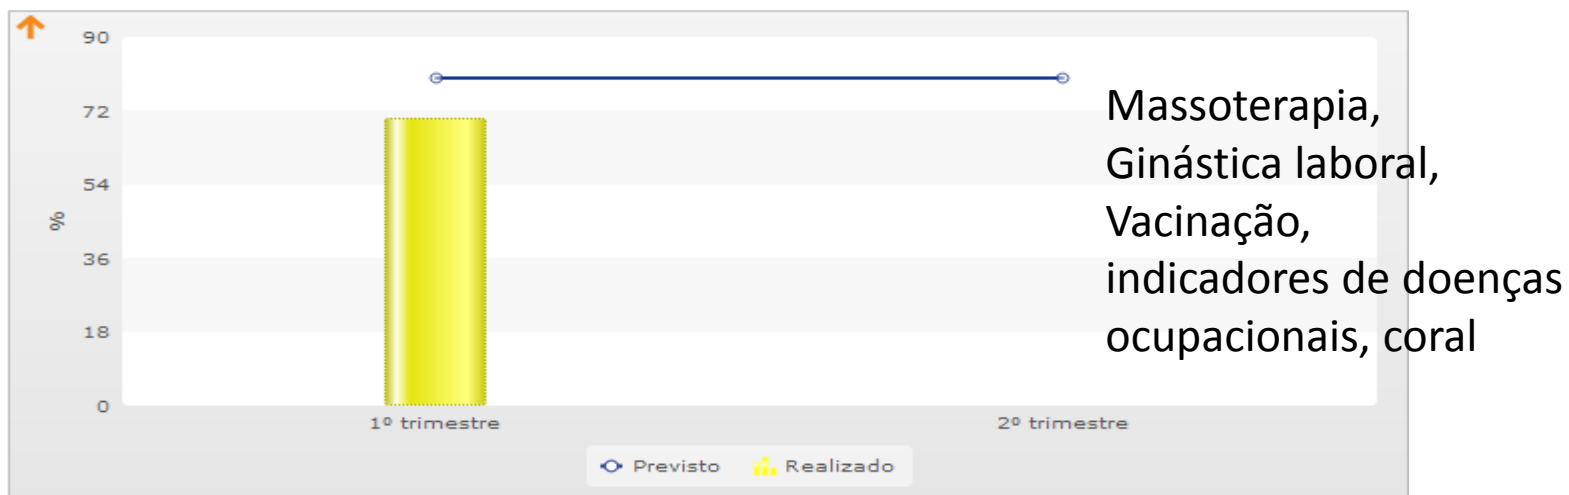 90
72
54
36
18
0
%
1º trimestre
2º trimestre
Previsto
Realizado
Massoterapia,
Ginástica laboral,
Vacinação,
indicadores de doenças
ocupacionais, coral